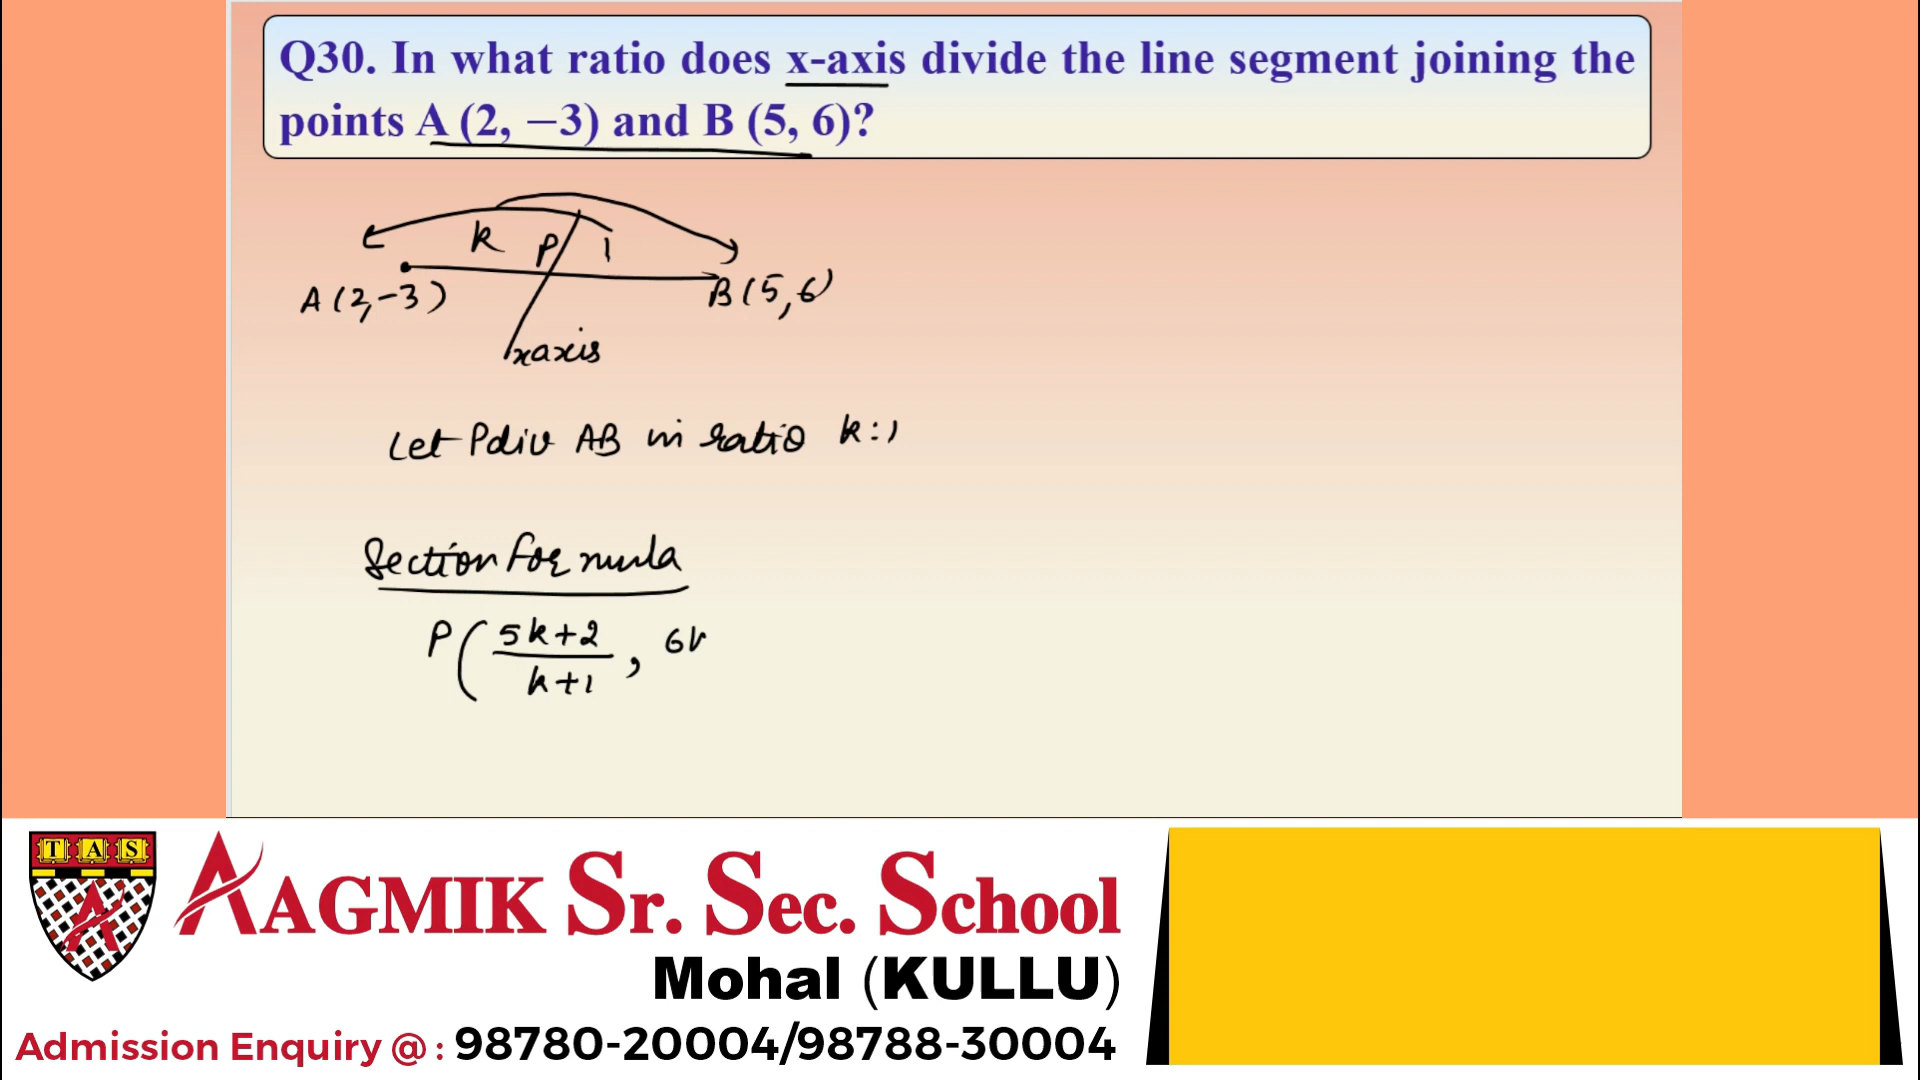 Q30. In what ratio does x-axis divide the line segment joining the
points A (2, −3) and B (5, 6)?
k P 1
A(2,-3) B(5,6)
x axis
Let P div AB in ratio k:1
Section Formula
P(5k+2/k+1, 6k
T A S
AAGMIK Sr. Sec. School
Mohal (KULLU)
Admission Enquiry @ : 98780-20004/98788-30004